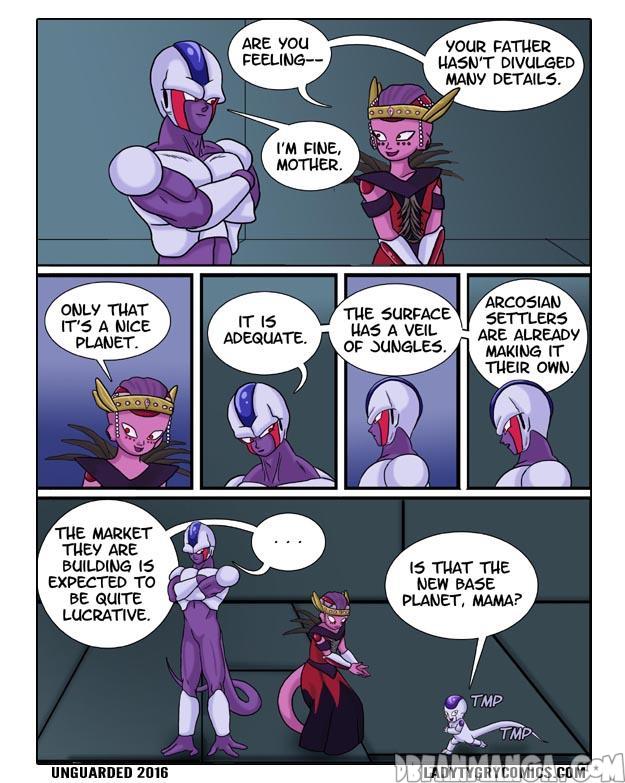 ARE YOU
FEELING--
I'M FINE,
MOTHER.
YOUR FATHER
HASN'T DIVULGED
MANY DETAILS.
ONLY THAT
IT'S A NICE
PLANET.
IT IS
ADEQUATE.
THE SURFACE
HAS A VEIL
OF JUNGLES.
ARCOSIAN
SETTLERS
ARE ALREADY
MAKING IT
THEIR OWN.
THE MARKET
THEY ARE
BUILDING IS
EXPECTED TO
BE QUITE
LUCRATIVE.
. . .
IS THAT THE
NEW BASE
PLANET, MAMA?
TMP
TMP
UNGUARDED 2016
LADYTYGRYCOMICS.COM
DBFANMANGA.COM